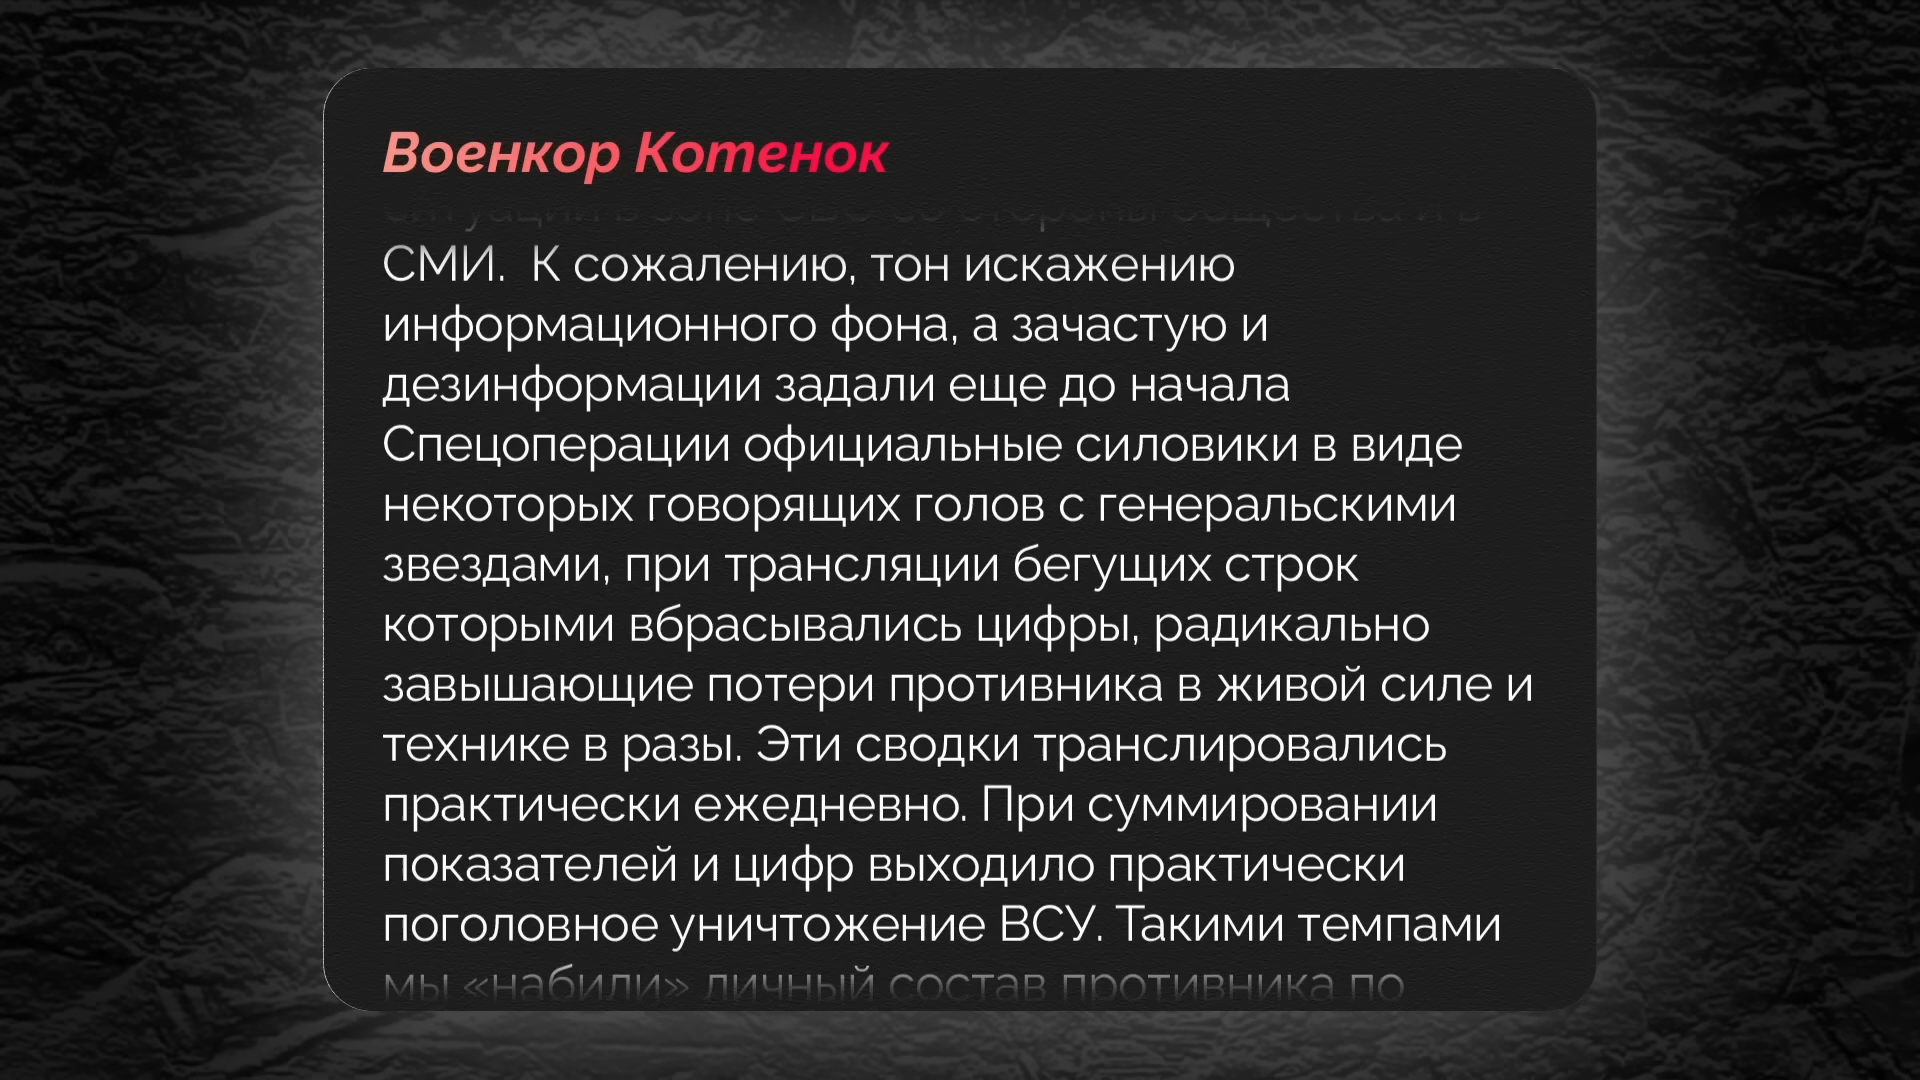 Военкор Котенок
СМИ.  К сожалению, тон искажению
информационного фона, а зачастую и
дезинформации задали еще до начала
Спецоперации официальные силовики в виде
некоторых говорящих голов с генеральскими
звездами, при трансляции бегущих строк
которыми вбрасывались цифры, радикально
завышающие потери противника в живой силе и
технике в разы. Эти сводки транслировались
практически ежедневно. При суммировании
показателей и цифр выходило практически
поголовное уничтожение ВСУ. Такими темпами
мы «набили» личный состав противника по